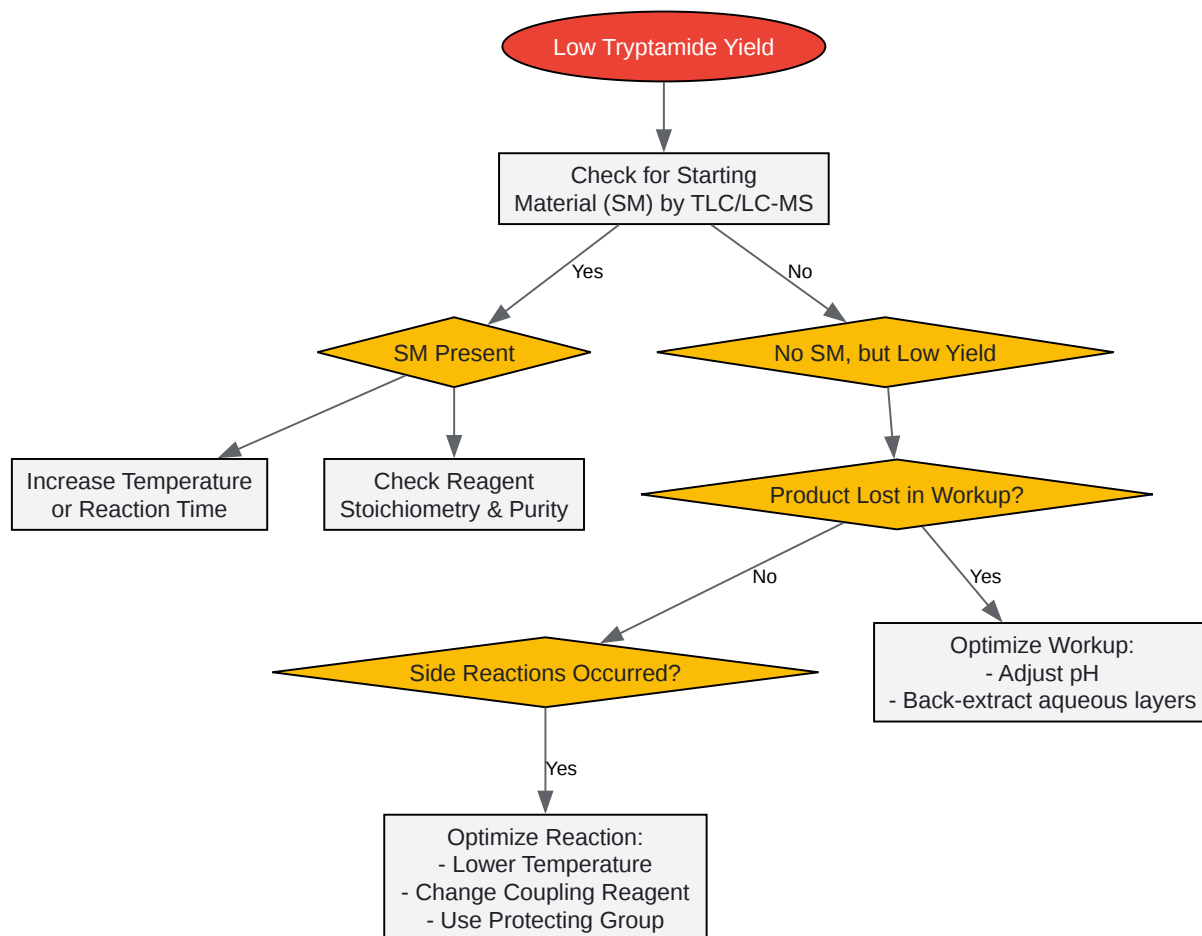 Low Tryptamide Yield
Check for Starting
Material (SM) by TLC/LC-MS
Yes
No
SM Present
No SM, but Low Yield
Increase Temperature
or Reaction Time
Check Reagent
Stoichiometry & Purity
Product Lost in Workup?
No
Yes
Side Reactions Occurred?
Optimize Workup:
- Adjust pH
- Back-extract aqueous layers
Yes
Optimize Reaction:
- Lower Temperature
- Change Coupling Reagent
- Use Protecting Group